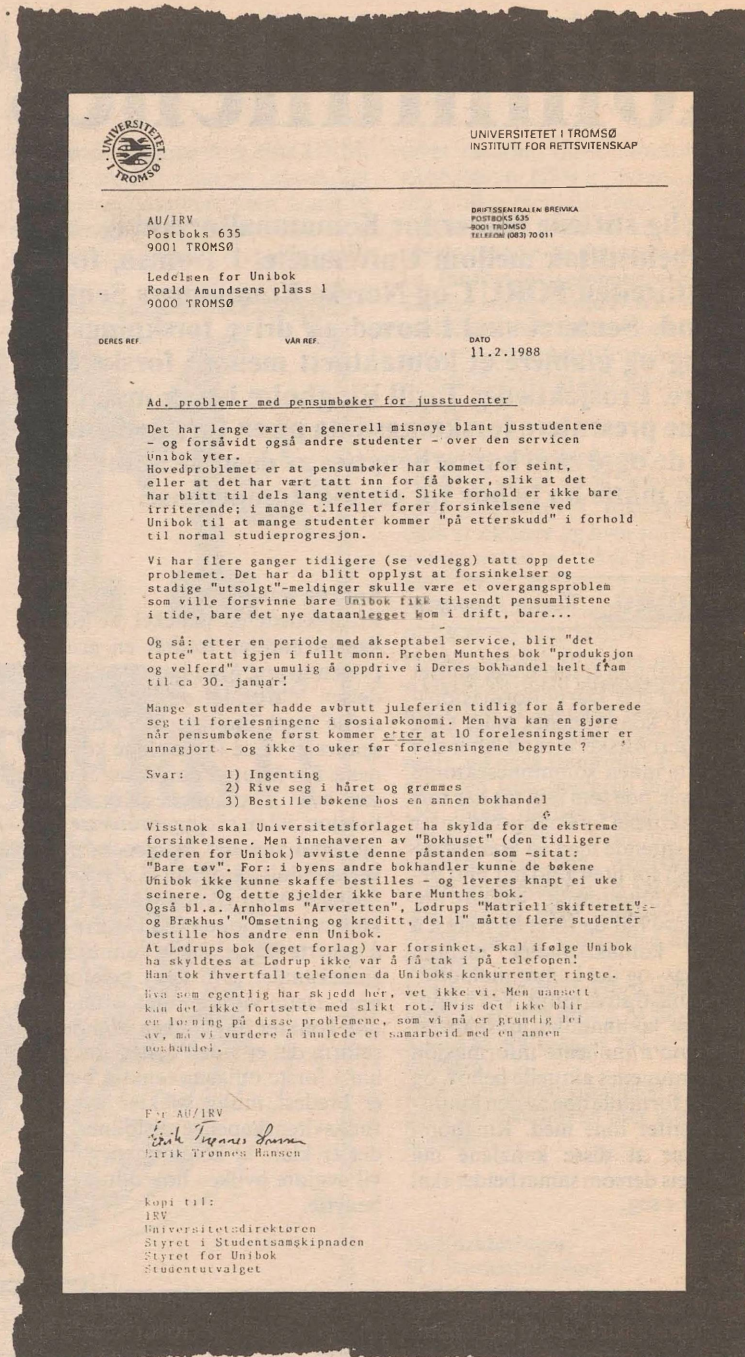 UNIVERSITETET
I TROMSØ
UNIVERSITETET I TROMSØ
INSTITUTT FOR RETTSVITENSKAP
DRIFTSSENTRALEN BREIVIKA
POSTBOKS 635
9001 TROMSØ
TELEFON (083) 70 011
AU/IRV
Postboks 635
9001 TROMSØ
Ledelsen for Unibok
Roald Amundsens plass 1
9000 TROMSØ
DERES REF. VÅR REF. DATO
11.2.1988
Ad. problemer med pensumbøker for jusstudenter
Det har lenge vært en generell misnøye blant jusstudentene
- og forsåvidt også andre studenter - over den servicen
Unibok yter.
Hovedproblemet er at pensumbøker har kommet for seint,
eller at det har vært tatt inn for få bøker, slik at det
har blitt til dels lang ventetid. Slike forhold er ikke bare
irriterende; i mange tilfeller fører forsinkelsene ved
Unibok til at mange studenter kommer "på etterskudd" i forhold
til normal studieprogresjon.
Vi har flere ganger tidligere (se vedlegg) tatt opp dette
problemet. Det har da blitt opplyst at forsinkelser og
stadige "utsolgt"-meldinger skulle være et overgangsproblem
som ville forsvinne bare Unibok fikk tilsendt pensumlistene
i tide, bare det nye dataanlegget kom i drift, bare...
Og så: etter en periode med akseptabel service, blir "det
tapte" tatt igjen i fullt monn. Preben Munthes bok "produksjon
og velferd" var umulig å oppdrive i Deres bokhandel helt fram
til ca 30. januar!
Mange studenter hadde avbrutt juleferien tidlig for å forberede
seg til forelesningene i sosialøkonomi. Men hva kan en gjøre
når pensumbøkene først kommer etter at 10 forelesningstimer er
unnagjort - og ikke to uker før forelesningene begynte ?
Svar: 1) Ingenting
2) Rive seg i håret og gremmes
3) Bestille bøkene hos en annen bokhandel
Visstnok skal Universitetsforlaget ha skylda for de ekstreme
forsinkelsene. Men innehaveren av "Bokhuset" (den tidligere
lederen for Unibok) avviste denne påstanden som -sitat:
"Bare tøv". For: i byens andre bokhandler kunne de bøkene
Unibok ikke kunne skaffe bestilles - og leveres knapt ei uke
seinere. Og dette gjelder ikke bare Munthes bok.
Også bl.a. Arnholms "Arveretten", Lødrups "Matriell skifterett"-
og Brækhus' "Omsetning og kreditt, del 1" måtte flere studenter
bestille hos andre enn Unibok.
At Lødrups bok (eget forlag) var forsinket, skal ifølge Unibok
ha skyldtes at Lødrup ikke var å få tak i på telefonen!
Han tok ihvertfall telefonen da Uniboks konkurrenter ringte.
Hva som egentlig har skjedd her, vet ikke vi. Men uansett
kan det ikke fortsette med slikt rot. Hvis det ikke blir
en løsning på disse problemene, som vi nå er grundig lei
av, må vi vurdere å innlede et samarbeid med en annen
bokhandel.
For AU/IRV
Eirik Trønnes Hansen
Eirik Trønnes Hansen
kopi til:
IRV
Universitetsdirektøren
Styret i Studentsamskipnaden
Styret for Unibok
Studentutvalget